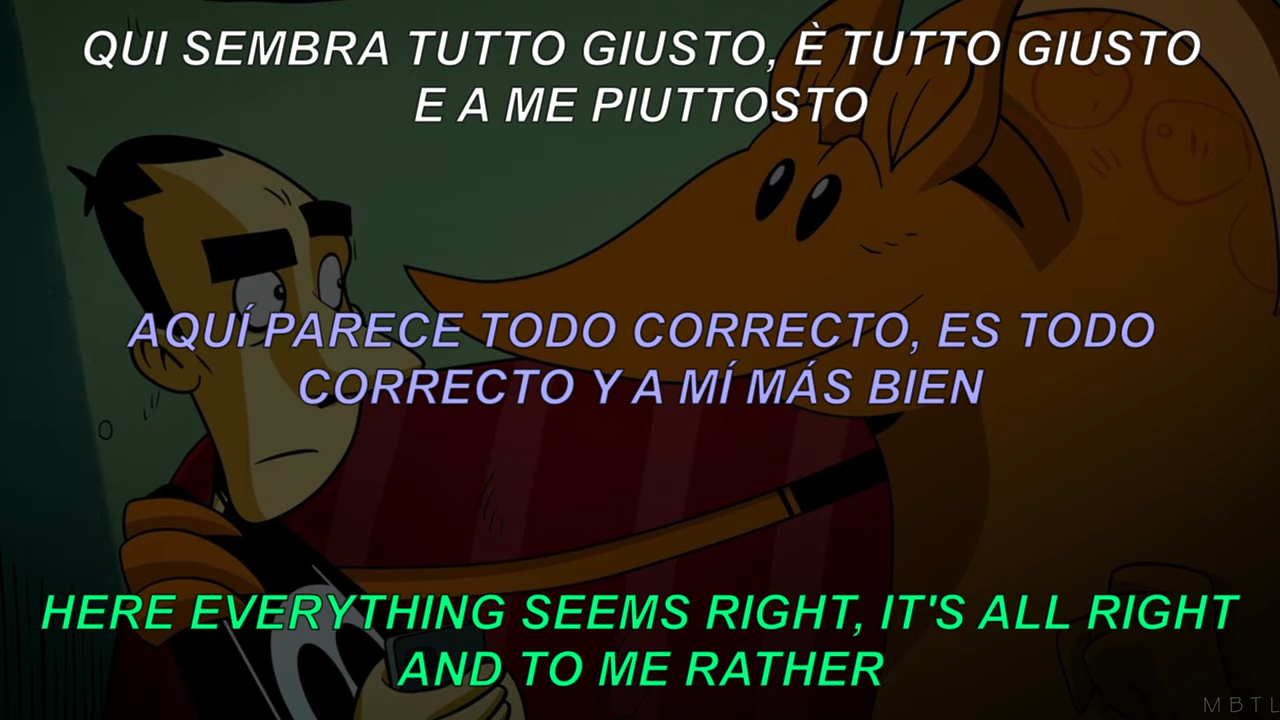 QUI SEMBRA TUTTO GIUSTO, È TUTTO GIUSTO
E A ME PIUTTOSTO
AQUÍ PARECE TODO CORRECTO, ES TODO
CORRECTO Y A MÍ MÁS BIEN
HERE EVERYTHING SEEMS RIGHT, IT'S ALL RIGHT
AND TO ME RATHER
MBTL